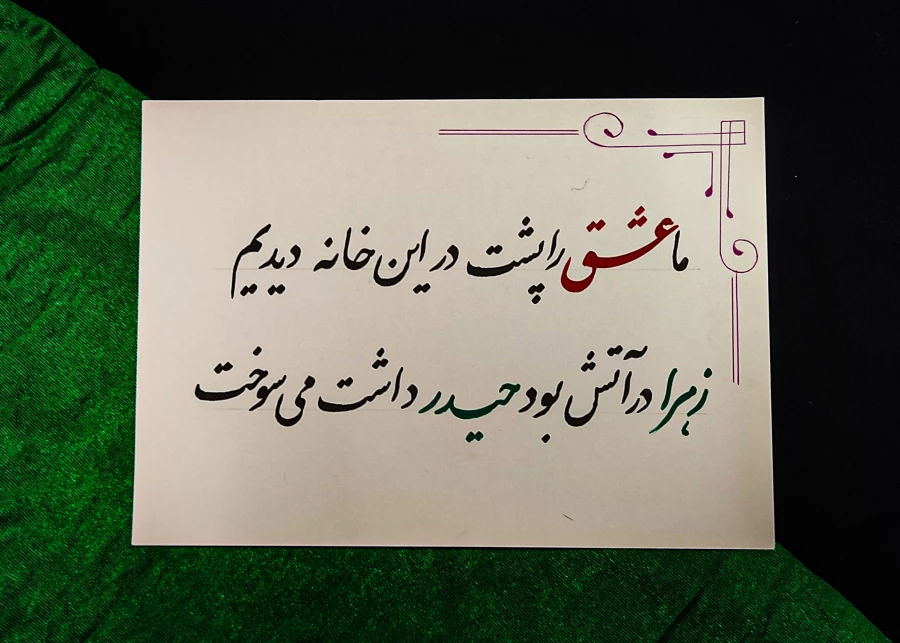 ما عشق را پشت در این خانه دیدیم
زهرا در آتش بود حیدر داشت می سوخت